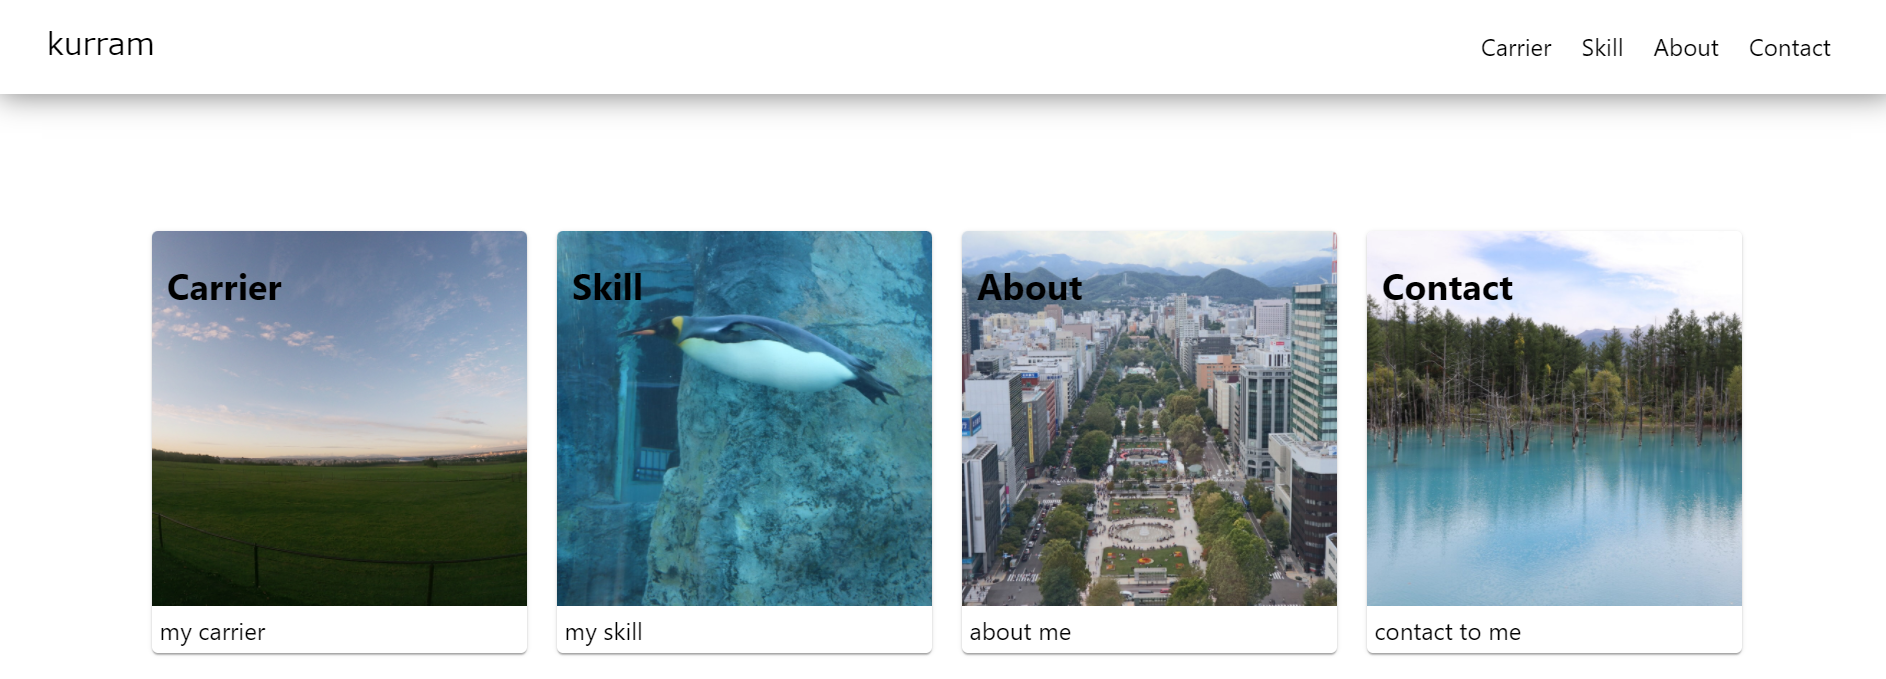 kurram
Carrier Skill About Contact
Carrier
my carrier
Skill
my skill
About
about me
Contact
contact to me